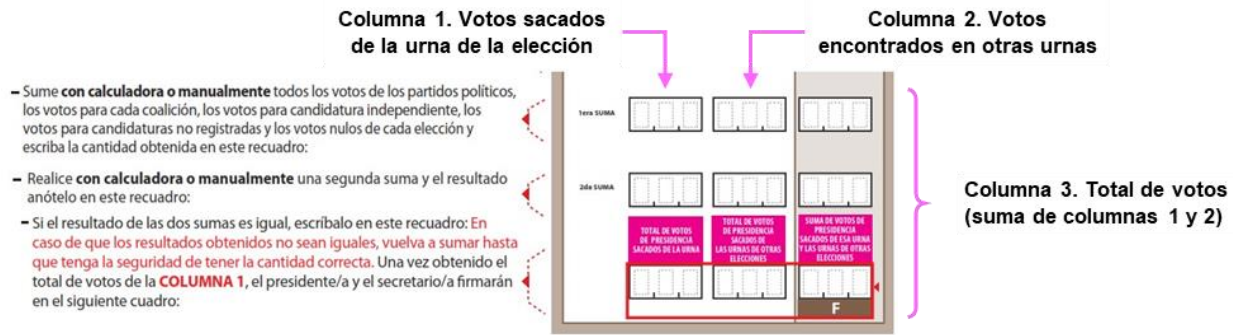 Columna 1. Votos sacados
de la urna de la elección
Columna 2. Votos
encontrados en otras urnas
– Sume con calculadora o manualmente todos los votos de los partidos políticos,
los votos para cada coalición, los votos para candidatura independiente, los
votos para candidaturas no registradas y los votos nulos de cada elección y
escriba la cantidad obtenida en este recuadro:
1era SUMA
– Realice con calculadora o manualmente una segunda suma y el resultado
anótelo en este recuadro:
2da SUMA
– Si el resultado de las dos sumas es igual, escríbalo en este recuadro: En
caso de que los resultados obtenidos no sean iguales, vuelva a sumar hasta
que tenga la seguridad de tener la cantidad correcta. Una vez obtenido el
total de votos de la COLUMNA 1, el presidente/a y el secretario/a firmarán
en el siguiente cuadro:
TOTAL DE VOTOS
DE PRESIDENCIA
SACADOS DE LA URNA
TOTAL DE VOTOS
DE PRESIDENCIA
SACADOS DE
LAS URNAS DE OTRAS
ELECCIONES
SUMA DE VOTOS DE
PRESIDENCIA
SACADOS DE ESA URNA
Y LAS URNAS DE OTRAS
ELECCIONES
F
Columna 3. Total de votos
(suma de columnas 1 y 2)